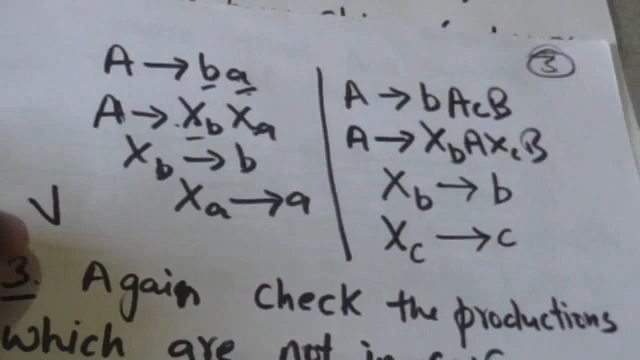 3
A → ba
A → XbXa
Xb → b
Xa → a
A → bAcB
A → XbAXcB
Xb → b
Xc → c
3. Again check the productions
which are not in